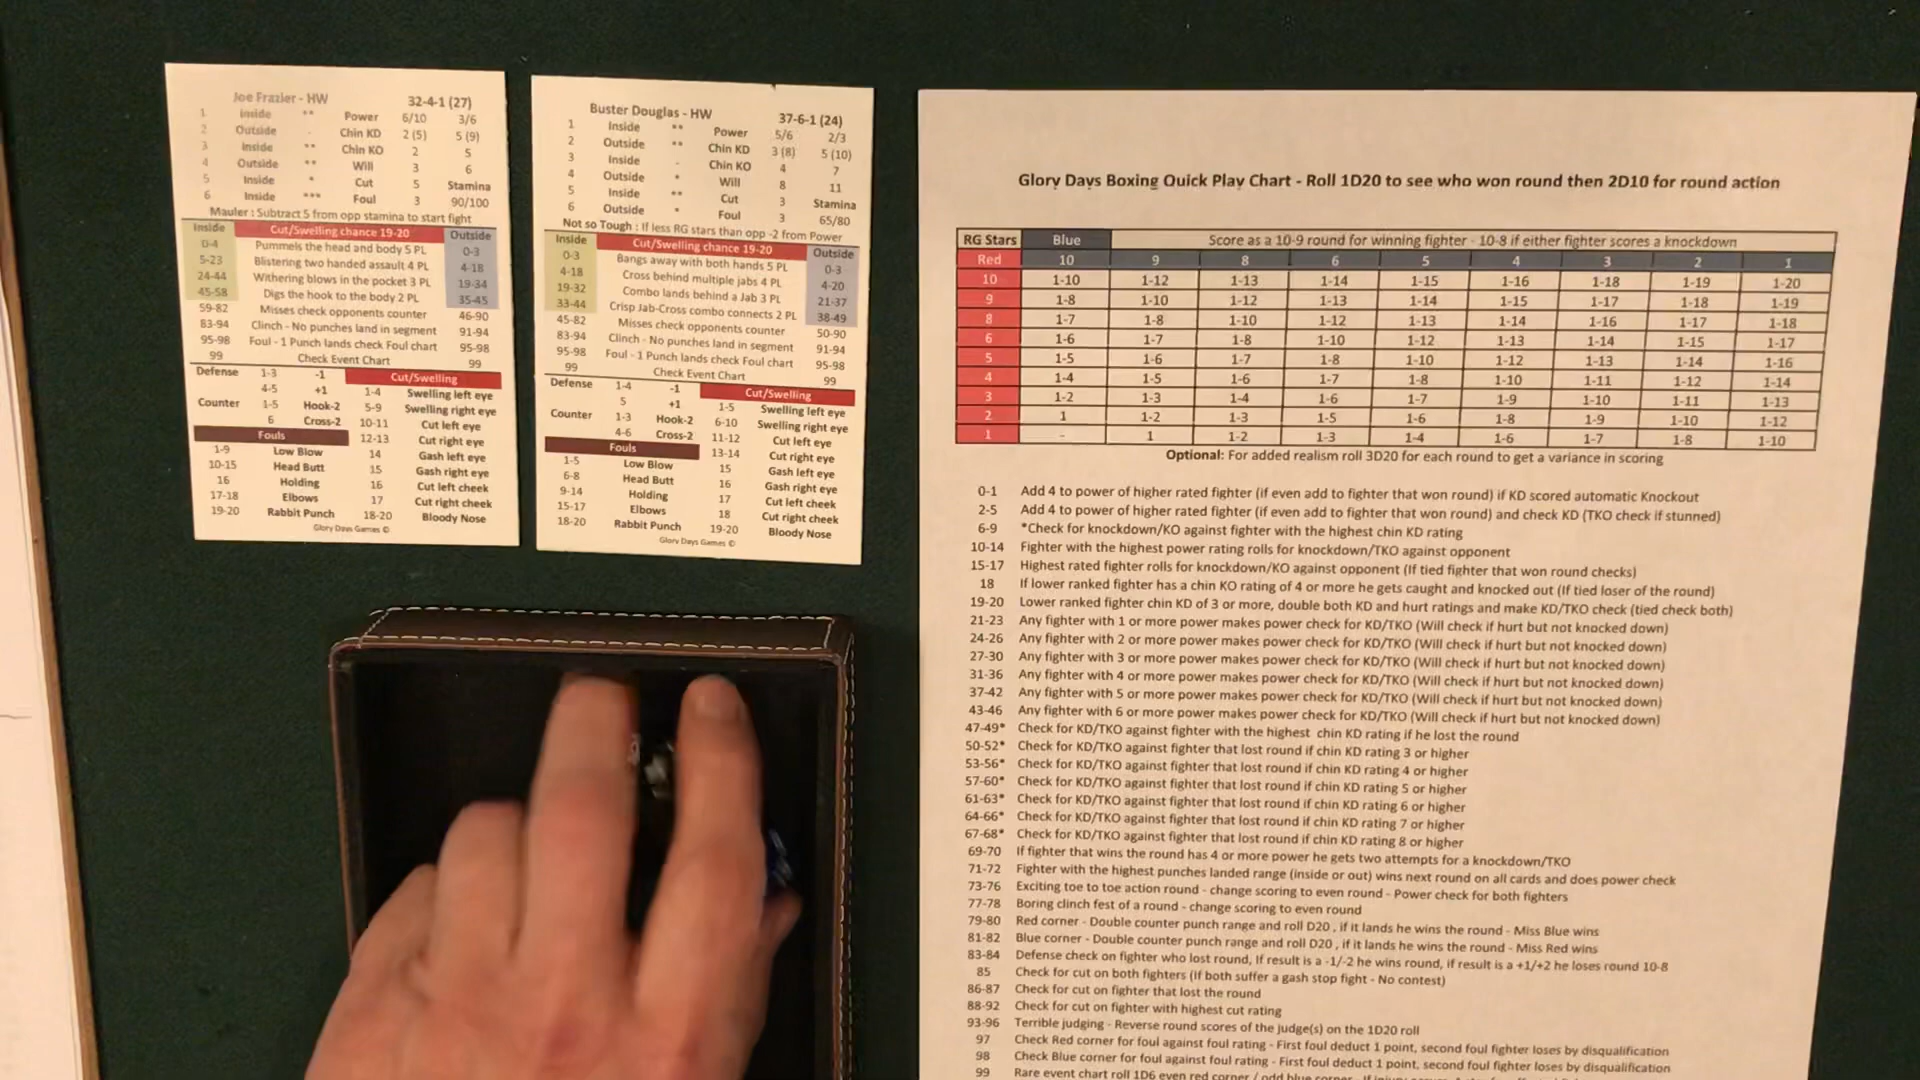 Joe Frazier - HW 32-4-1 (27)
1 Inside ** Power 6/10 3/6
2 Outside . Chin KD 2 (5) 5 (9)
3 Inside ** Chin KO 2 5
4 Outside ** Will 3 6
5 Inside * Cut 5 Stamina
6 Inside *** Foul 3 90/100
Mauler : Subtract 5 from opp stamina to start fight
Inside Cut/Swelling chance 19-20 Outside
0-4 Pummels the head and body 5 PL 0-3
5-23 Blistering two handed assault 4 PL 4-18
24-44 Withering blows in the pocket 3 PL 19-34
45-58 Digs the hook to the body 2 PL 35-45
59-82 Misses check opponents counter 46-90
83-94 Clinch - No punches land in segment 91-94
95-98 Foul - 1 Punch lands check Foul chart 95-98
99 Check Event Chart 99
Defense 1-3 -1 Cut/Swelling
4-5 +1 1-4 Swelling left eye
Counter 1-5 Hook-2 5-9 Swelling right eye
6 Cross-2 10-11 Cut left eye
Fouls 12-13 Cut right eye
1-9 Low Blow 14 Gash left eye
10-15 Head Butt 15 Gash right eye
16 Holding 16 Cut left cheek
17-18 Elbows 17 Cut right cheek
19-20 Rabbit Punch 18-20 Bloody Nose
Glory Days Games ©
Buster Douglas - HW 37-6-1 (24)
1 Inside ** Power 5/6 2/3
2 Outside ** Chin KD 3 (8) 5 (10)
3 Inside - Chin KO 4 7
4 Outside * Will 8 11
5 Inside ** Cut 3 Stamina
6 Outside * Foul 3 65/80
Not so Tough : If less RG stars than opp -2 from Power
Inside Cut/Swelling chance 19-20 Outside
0-3 Bangs away with both hands 5 PL 0-3
4-18 Cross behind multiple jabs 4 PL 4-20
19-32 Combo lands behind a Jab 3 PL 21-37
33-44 Crisp Jab-Cross combo connects 2 PL 38-49
45-82 Misses check opponents counter 50-90
83-94 Clinch - No punches land in segment 91-94
95-98 Foul - 1 Punch lands check Foul chart 95-98
99 Check Event Chart 99
Defense 1-4 -1 Cut/Swelling
5 +1 1-5 Swelling left eye
Counter 1-3 Hook-2 6-10 Swelling right eye
4-6 Cross-2 11-12 Cut left eye
Fouls 13-14 Cut right eye
1-5 Low Blow 15 Gash left eye
6-8 Head Butt 16 Gash right eye
9-14 Holding 17 Cut left cheek
15-17 Elbows 18 Cut right cheek
18-20 Rabbit Punch 19-20 Bloody Nose
Glory Days Games ©
Glory Days Boxing Quick Play Chart - Roll 1D20 to see who won round then 2D10 for round action
RG Stars Blue Score as a 10-9 round for winning fighter - 10-8 if either fighter scores a knockdown
Red 10 9 8 6 5 4 3 2 1
10 1-10 1-12 1-13 1-14 1-15 1-16 1-18 1-19 1-20
9 1-8 1-10 1-12 1-13 1-14 1-15 1-17 1-18 1-19
8 1-7 1-8 1-10 1-12 1-13 1-14 1-16 1-17 1-18
6 1-6 1-7 1-8 1-10 1-12 1-13 1-14 1-15 1-17
5 1-5 1-6 1-7 1-8 1-10 1-12 1-13 1-14 1-16
4 1-4 1-5 1-6 1-7 1-8 1-10 1-11 1-12 1-14
3 1-2 1-3 1-4 1-6 1-7 1-9 1-10 1-11 1-13
2 1 1-2 1-3 1-5 1-6 1-8 1-9 1-10 1-12
1 - 1 1-2 1-3 1-4 1-6 1-7 1-8 1-10
Optional: For added realism roll 3D20 for each round to get a variance in scoring
0-1 Add 4 to power of higher rated fighter (if even add to fighter that won round) if KD scored automatic Knockout
2-5 Add 4 to power of higher rated fighter (if even add to fighter that won round) and check KD (TKO check if stunned)
6-9 *Check for knockdown/KO against fighter with the highest chin KD rating
10-14 Fighter with the highest power rating rolls for knockdown/TKO against opponent
15-17 Highest rated fighter rolls for knockdown/KO against opponent (If tied fighter that won round checks)
18 If lower ranked fighter has a chin KO rating of 4 or more he gets caught and knocked out (If tied loser of the round)
19-20 Lower ranked fighter chin KD of 3 or more, double both KD and hurt ratings and make KD/TKO check (tied check both)
21-23 Any fighter with 1 or more power makes power check for KD/TKO (Will check if hurt but not knocked down)
24-26 Any fighter with 2 or more power makes power check for KD/TKO (Will check if hurt but not knocked down)
27-30 Any fighter with 3 or more power makes power check for KD/TKO (Will check if hurt but not knocked down)
31-36 Any fighter with 4 or more power makes power check for KD/TKO (Will check if hurt but not knocked down)
37-42 Any fighter with 5 or more power makes power check for KD/TKO (Will check if hurt but not knocked down)
43-46 Any fighter with 6 or more power makes power check for KD/TKO (Will check if hurt but not knocked down)
47-49* Check for KD/TKO against fighter with the highest chin KD rating if he lost the round
50-52* Check for KD/TKO against fighter that lost round if chin KD rating 3 or higher
53-56* Check for KD/TKO against fighter that lost round if chin KD rating 4 or higher
57-60* Check for KD/TKO against fighter that lost round if chin KD rating 5 or higher
61-63* Check for KD/TKO against fighter that lost round if chin KD rating 6 or higher
64-66* Check for KD/TKO against fighter that lost round if chin KD rating 7 or higher
67-68* Check for KD/TKO against fighter that lost round if chin KD rating 8 or higher
69-70 If fighter that wins the round has 4 or more power he gets two attempts for a knockdown/TKO
71-72 Fighter with the highest punches landed range (inside or out) wins next round on all cards and does power check
73-76 Exciting toe to toe action round - change scoring to even round - Power check for both fighters
77-78 Boring clinch fest of a round - change scoring to even round
79-80 Red corner - Double counter punch range and roll D20 , if it lands he wins the round - Miss Blue wins
81-82 Blue corner - Double counter punch range and roll D20 , if it lands he wins the round - Miss Red wins
83-84 Defense check on fighter who lost round, If result is a -1/-2 he wins round, if result is a +1/+2 he loses round 10-8
85 Check for cut on both fighters (If both suffer a gash stop fight - No contest)
86-87 Check for cut on fighter that lost the round
88-92 Check for cut on fighter with highest cut rating
93-96 Terrible judging - Reverse round scores of the judge(s) on the 1D20 roll
97 Check Red corner for foul against foul rating - First foul deduct 1 point, second foul fighter loses by disqualification
98 Check Blue corner for foul against foul rating - First foul deduct 1 point, second foul fighter loses by disqualification
99 Rare event chart roll 1D6 even red corner / odd blue corner